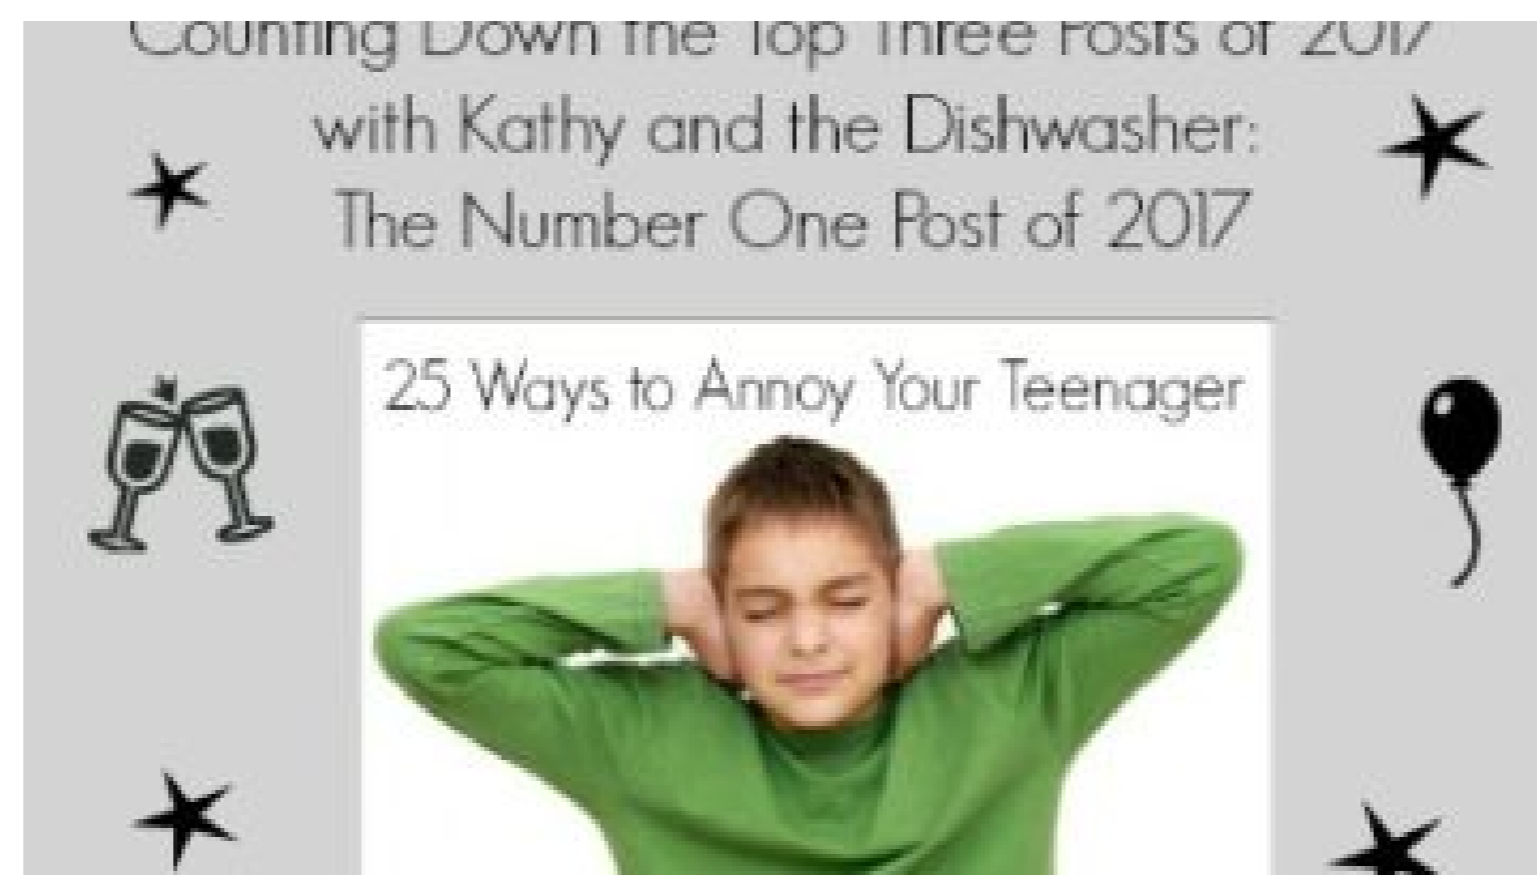 Counting Down the Top Three Posts of 2017
with Kathy and the Dishwasher:
The Number One Post of 2017
25 Ways to Annoy Your Teenager